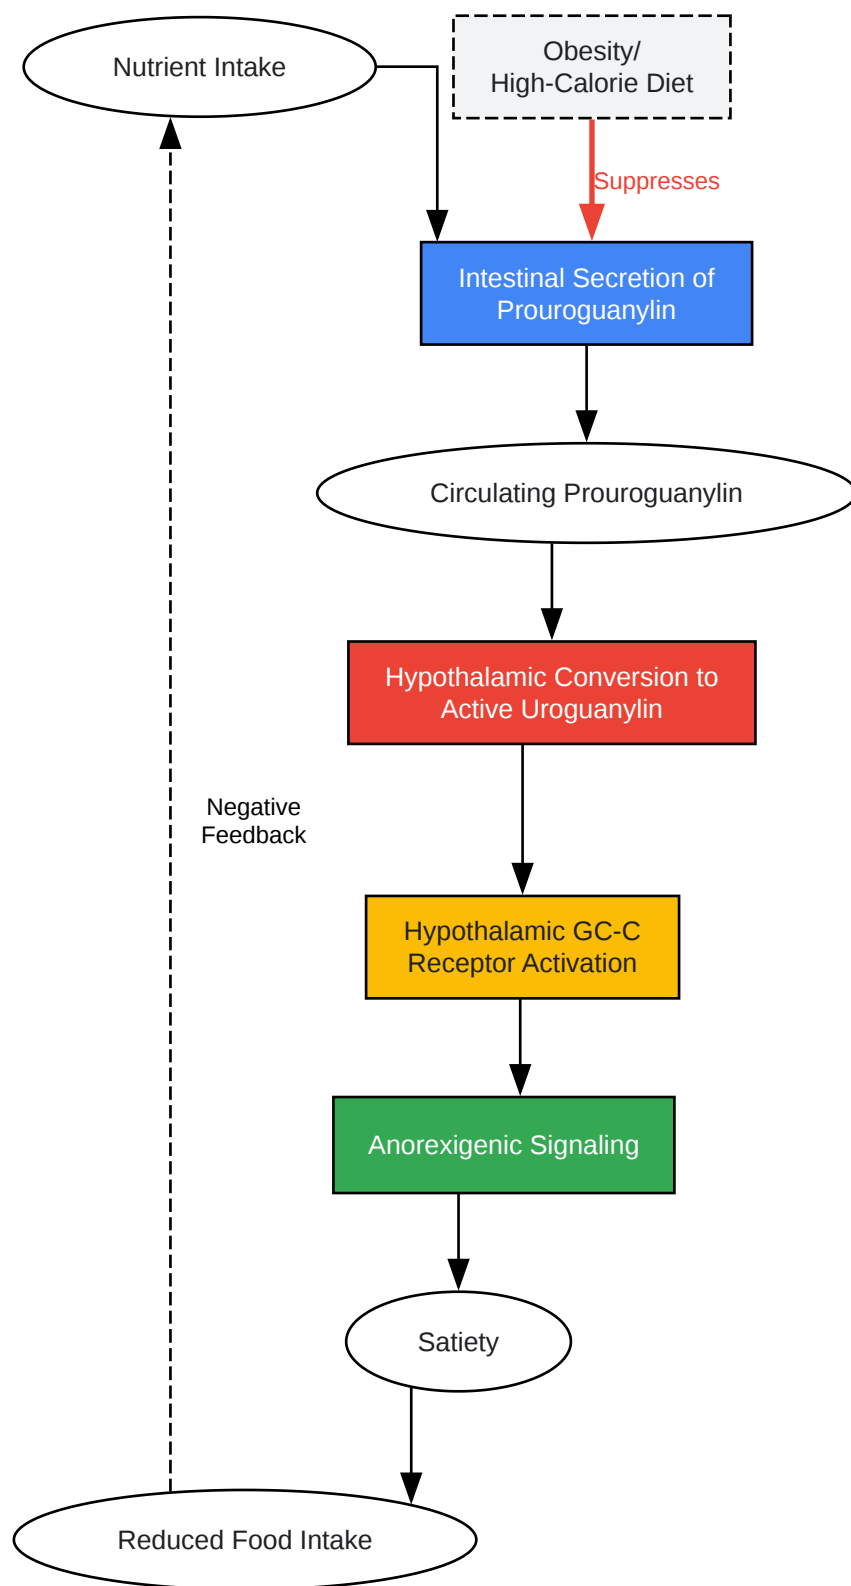 Nutrient Intake
Obesity/
High-Calorie Diet
Suppresses
Intestinal Secretion of
Prouroguanylin
Circulating Prouroguanylin
Hypothalamic Conversion to
Active Uroguanylin
Negative
Feedback
Hypothalamic GC-C
Receptor Activation
Anorexigenic Signaling
Satiety
Reduced Food Intake